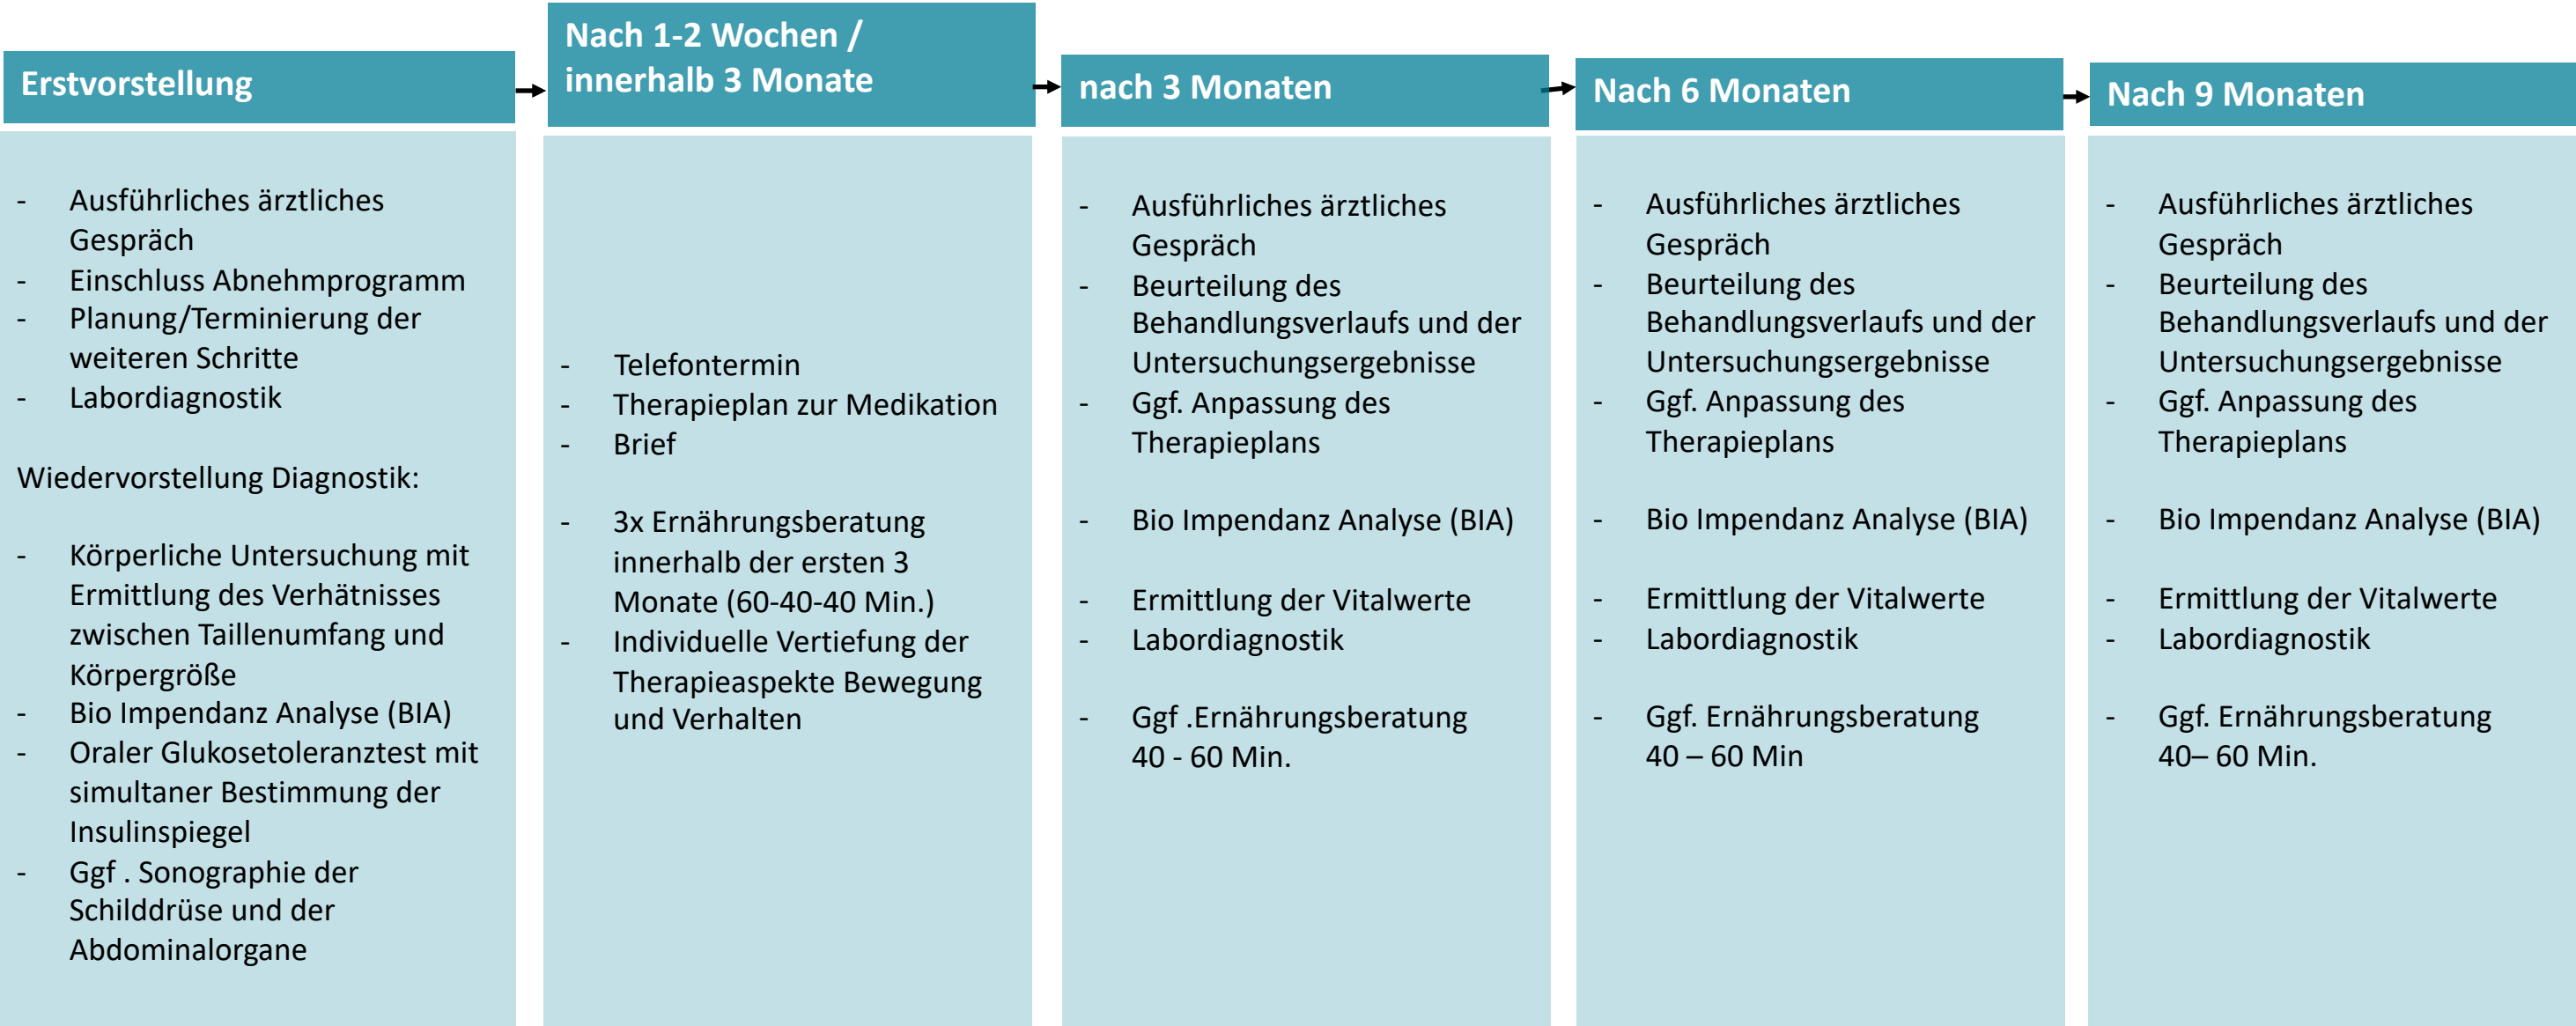 Erstvorstellung
- Ausführliches ärztliches
Gespräch
- Einschluss Abnehmprogramm
- Planung/Terminierung der
weiteren Schritte
- Labordiagnostik
Wiedervorstellung Diagnostik:
- Körperliche Untersuchung mit
Ermittlung des Verhätnisses
zwischen Taillenumfang und
Körpergröße
- Bio Impendanz Analyse (BIA)
- Oraler Glukosetoleranztest mit
simultaner Bestimmung der
Insulinspiegel
- Ggf . Sonographie der
Schilddrüse und der
Abdominalorgane
Nach 1-2 Wochen /
innerhalb 3 Monate
- Telefontermin
- Therapieplan zur Medikation
- Brief
- 3x Ernährungsberatung
innerhalb der ersten 3
Monate (60-40-40 Min.)
- Individuelle Vertiefung der
Therapieaspekte Bewegung
und Verhalten
nach 3 Monaten
- Ausführliches ärztliches
Gespräch
- Beurteilung des
Behandlungsverlaufs und der
Untersuchungsergebnisse
- Ggf. Anpassung des
Therapieplans
- Bio Impendanz Analyse (BIA)
- Ermittlung der Vitalwerte
- Labordiagnostik
- Ggf .Ernährungsberatung
40 - 60 Min.
Nach 6 Monaten
- Ausführliches ärztliches
Gespräch
- Beurteilung des
Behandlungsverlaufs und der
Untersuchungsergebnisse
- Ggf. Anpassung des
Therapieplans
- Bio Impendanz Analyse (BIA)
- Ermittlung der Vitalwerte
- Labordiagnostik
- Ggf. Ernährungsberatung
40 – 60 Min
Nach 9 Monaten
- Ausführliches ärztliches
Gespräch
- Beurteilung des
Behandlungsverlaufs und der
Untersuchungsergebnisse
- Ggf. Anpassung des
Therapieplans
- Bio Impendanz Analyse (BIA)
- Ermittlung der Vitalwerte
- Labordiagnostik
- Ggf. Ernährungsberatung
40– 60 Min.